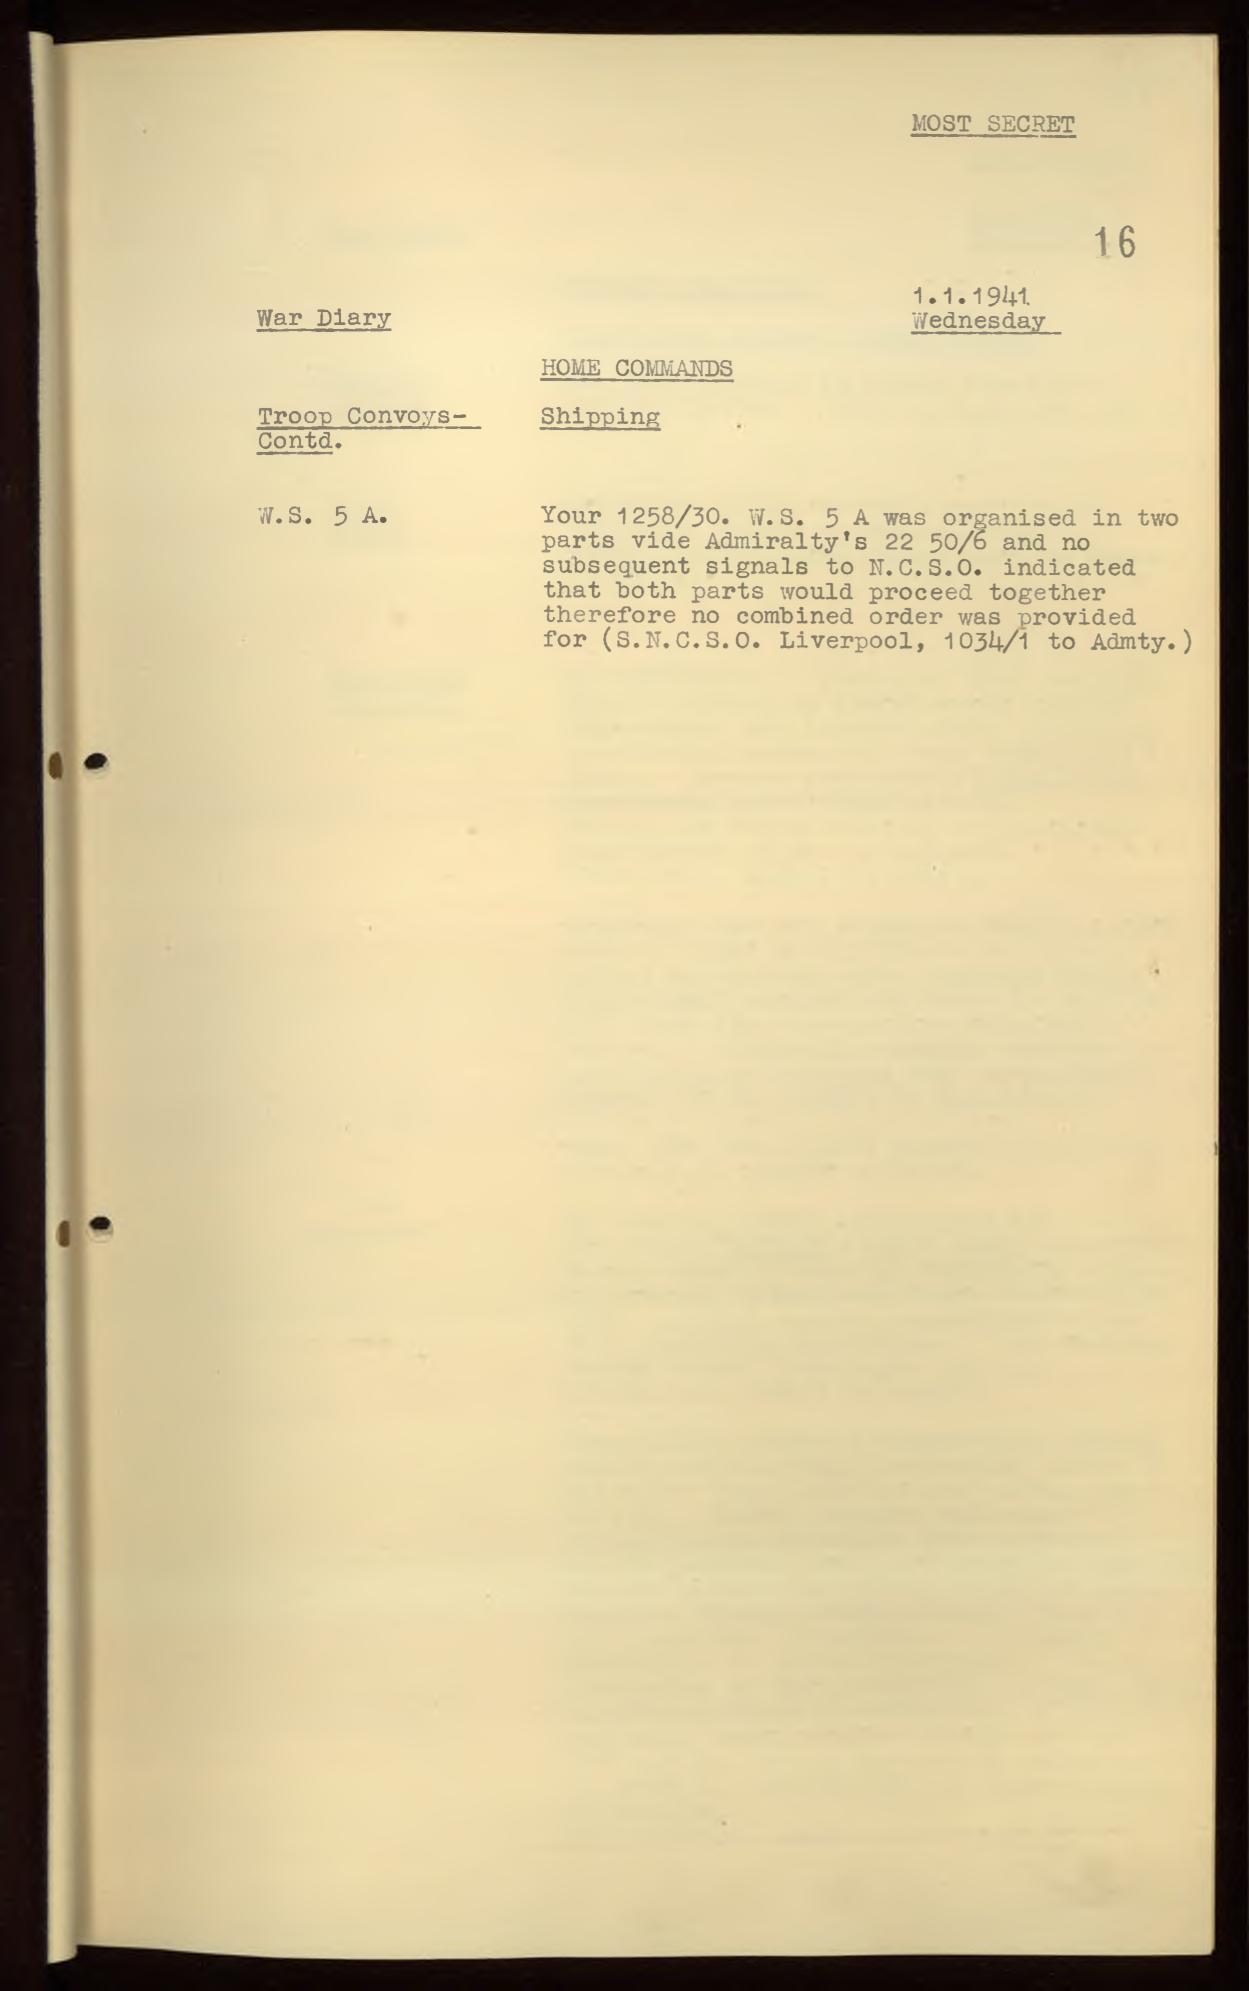 MOST SECRET
16
1.1.1941.
War Diary
Wednesday
HOME COMMANDS
Troop Convoys-
Contd.
Shipping
W.S. 5 A.
Your 1258/30. W.S. 5 A was organised in two
parts vide Admiralty's 22 50/6 and no
subsequent signals to N.C.S.O. indicated
that both parts would proceed together
therefore no combined order was provided
for (S.N.C.S.O. Liverpool, 1034/1 to Admty.)